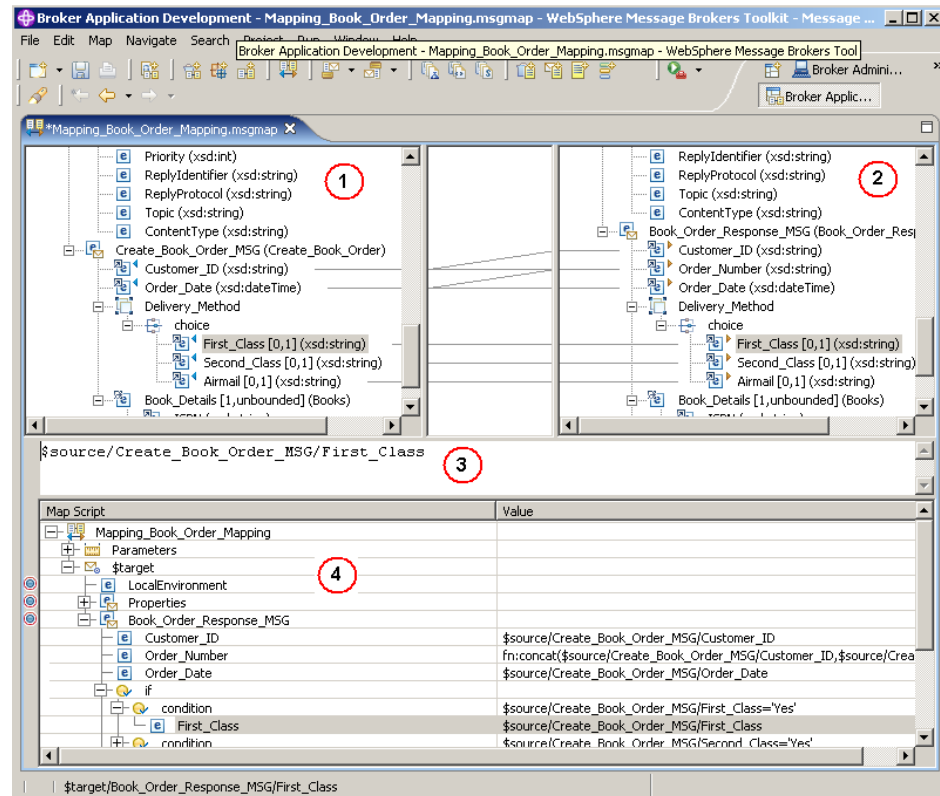 Broker Application Development - Mapping_Book_Order_Mapping.msgmap - WebSphere Message Brokers Toolkit - Message ...
File Edit Map Navigate Search Project Run Window Help
Broker Application Development - Mapping_Book_Order_Mapping.msgmap - WebSphere Message Brokers Tool
Broker Admini...
Broker Applic...
*Mapping_Book_Order_Mapping.msgmap
Priority (xsd:int)
ReplyIdentifier (xsd:string)
ReplyProtocol (xsd:string)
Topic (xsd:string)
ContentType (xsd:string)
Create_Book_Order_MSG (Create_Book_Order)
Customer_ID (xsd:string)
Order_Date (xsd:dateTime)
Delivery_Method
choice
First_Class [0,1] (xsd:string)
Second_Class [0,1] (xsd:string)
Airmail [0,1] (xsd:string)
Book_Details [1,unbounded] (Books)
1
ReplyIdentifier (xsd:string)
ReplyProtocol (xsd:string)
Topic (xsd:string)
ContentType (xsd:string)
Book_Order_Response_MSG (Book_Order_Resp
Customer_ID (xsd:string)
Order_Number (xsd:string)
Order_Date (xsd:dateTime)
Delivery_Method
choice
First_Class [0,1] (xsd:string)
Second_Class [0,1] (xsd:string)
Airmail [0,1] (xsd:string)
Book_Details [1,unbounded] (Books)
2
$source/Create_Book_Order_MSG/First_Class
3
Map Script Value
Mapping_Book_Order_Mapping
Parameters
$target
4
LocalEnvironment
Properties
Book_Order_Response_MSG
Customer_ID $source/Create_Book_Order_MSG/Customer_ID
Order_Number fn:concat($source/Create_Book_Order_MSG/Customer_ID,$source/Crea
Order_Date $source/Create_Book_Order_MSG/Order_Date
if
condition $source/Create_Book_Order_MSG/First_Class='Yes'
First_Class $source/Create_Book_Order_MSG/First_Class
condition $source/Create_Book_Order_MSG/Second_Class='Yes'
$target/Book_Order_Response_MSG/First_Class